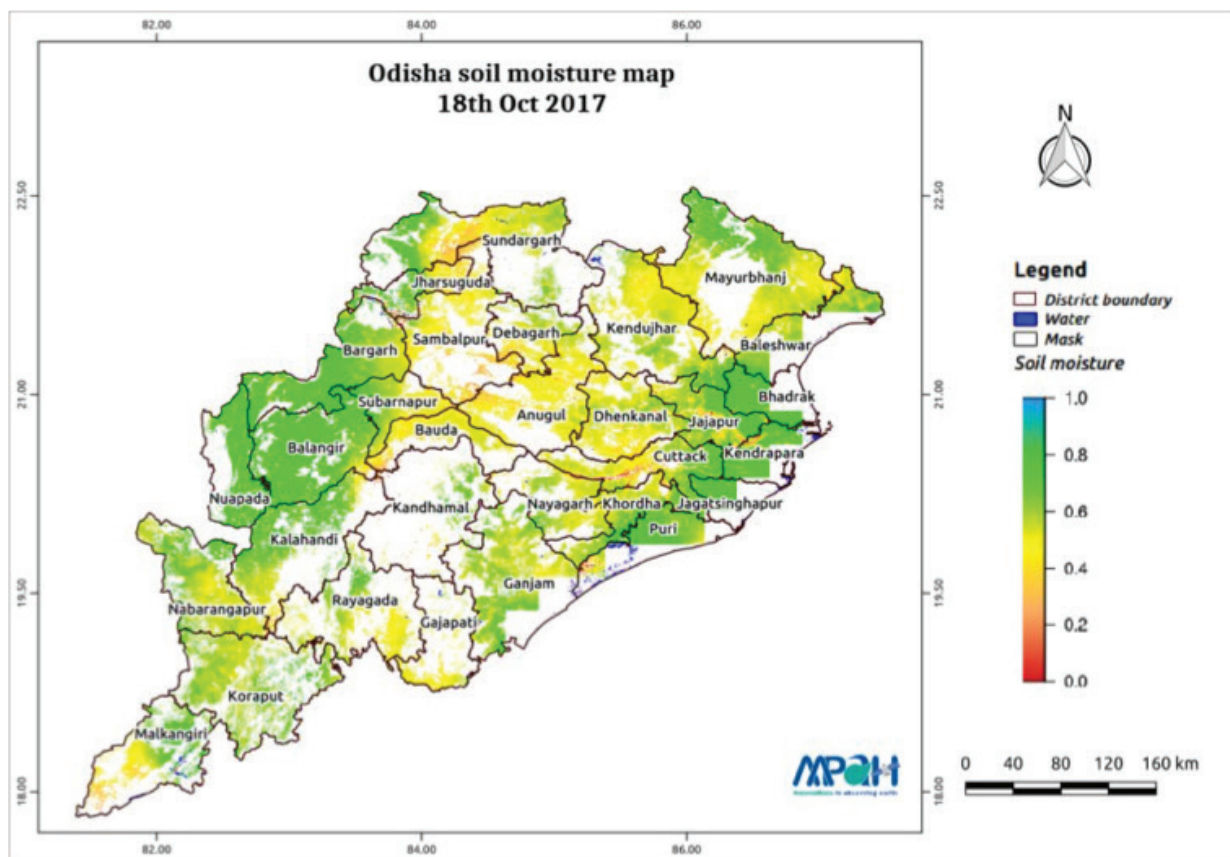 82.00
84.00
86.00
Odisha soil moisture map
18th Oct 2017
N
22.50
22.50
Sundargarh
Mayurbhanj
Jharsuguda
Kendujhar
Sambalpur
Debagarh
Baleshwar
Bargarh
21.00
21.00
Bhadrak
Subarnapur
Anugul
Dhenkanal
Jajapur
Bauda
Balangir
Cuttack
Kendrapara
Nuapada
Kandhamal
Nayagarh
Khordha
Jagatsinghapur
Puri
Kalahandi
19.50
19.50
Ganjam
Rayagada
Nabarangapur
Gajapati
Koraput
Malkangiri
18.00
18.00
82.00
84.00
86.00
Legend
District boundary
Water
Mask
Soil moisture
1.0
0.8
0.6
0.4
0.2
0.0
0 40 80 120 160 km